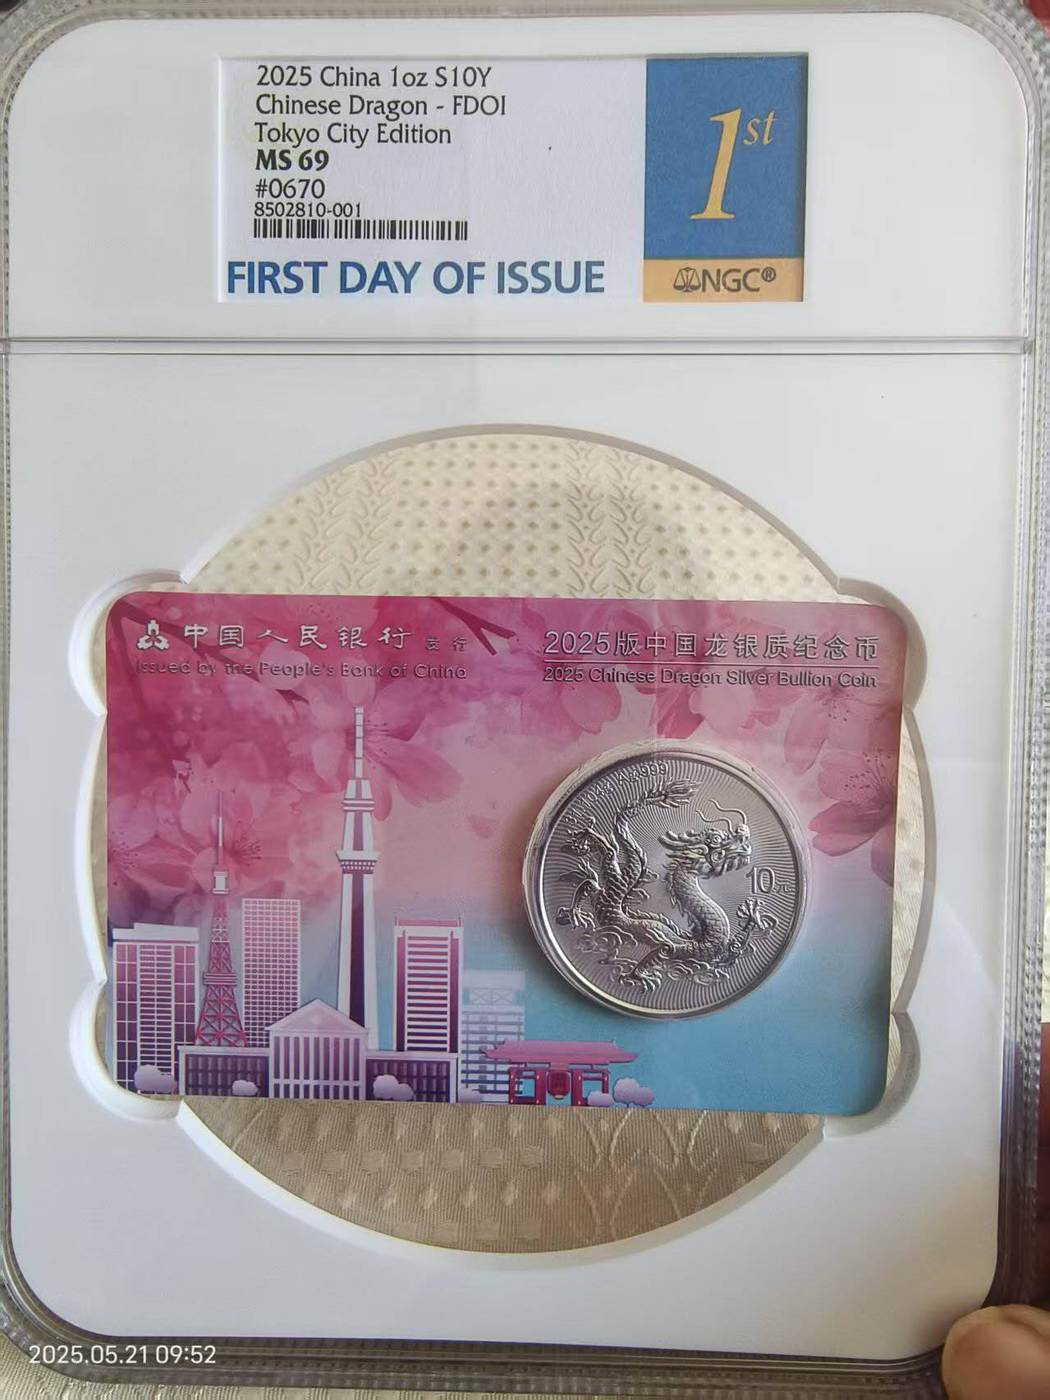 2025 China 1oz S10Y
Chinese Dragon - FDOI
Tokyo City Edition
MS 69
#0670
8502810-001
FIRST DAY OF ISSUE
1st
NGC®
中国人民银行 发行
Issued by the People's Bank of China
2025版中国龙银质纪念币
2025 Chinese Dragon Silver Bullion Coin
10元
2025.05.21 09:52